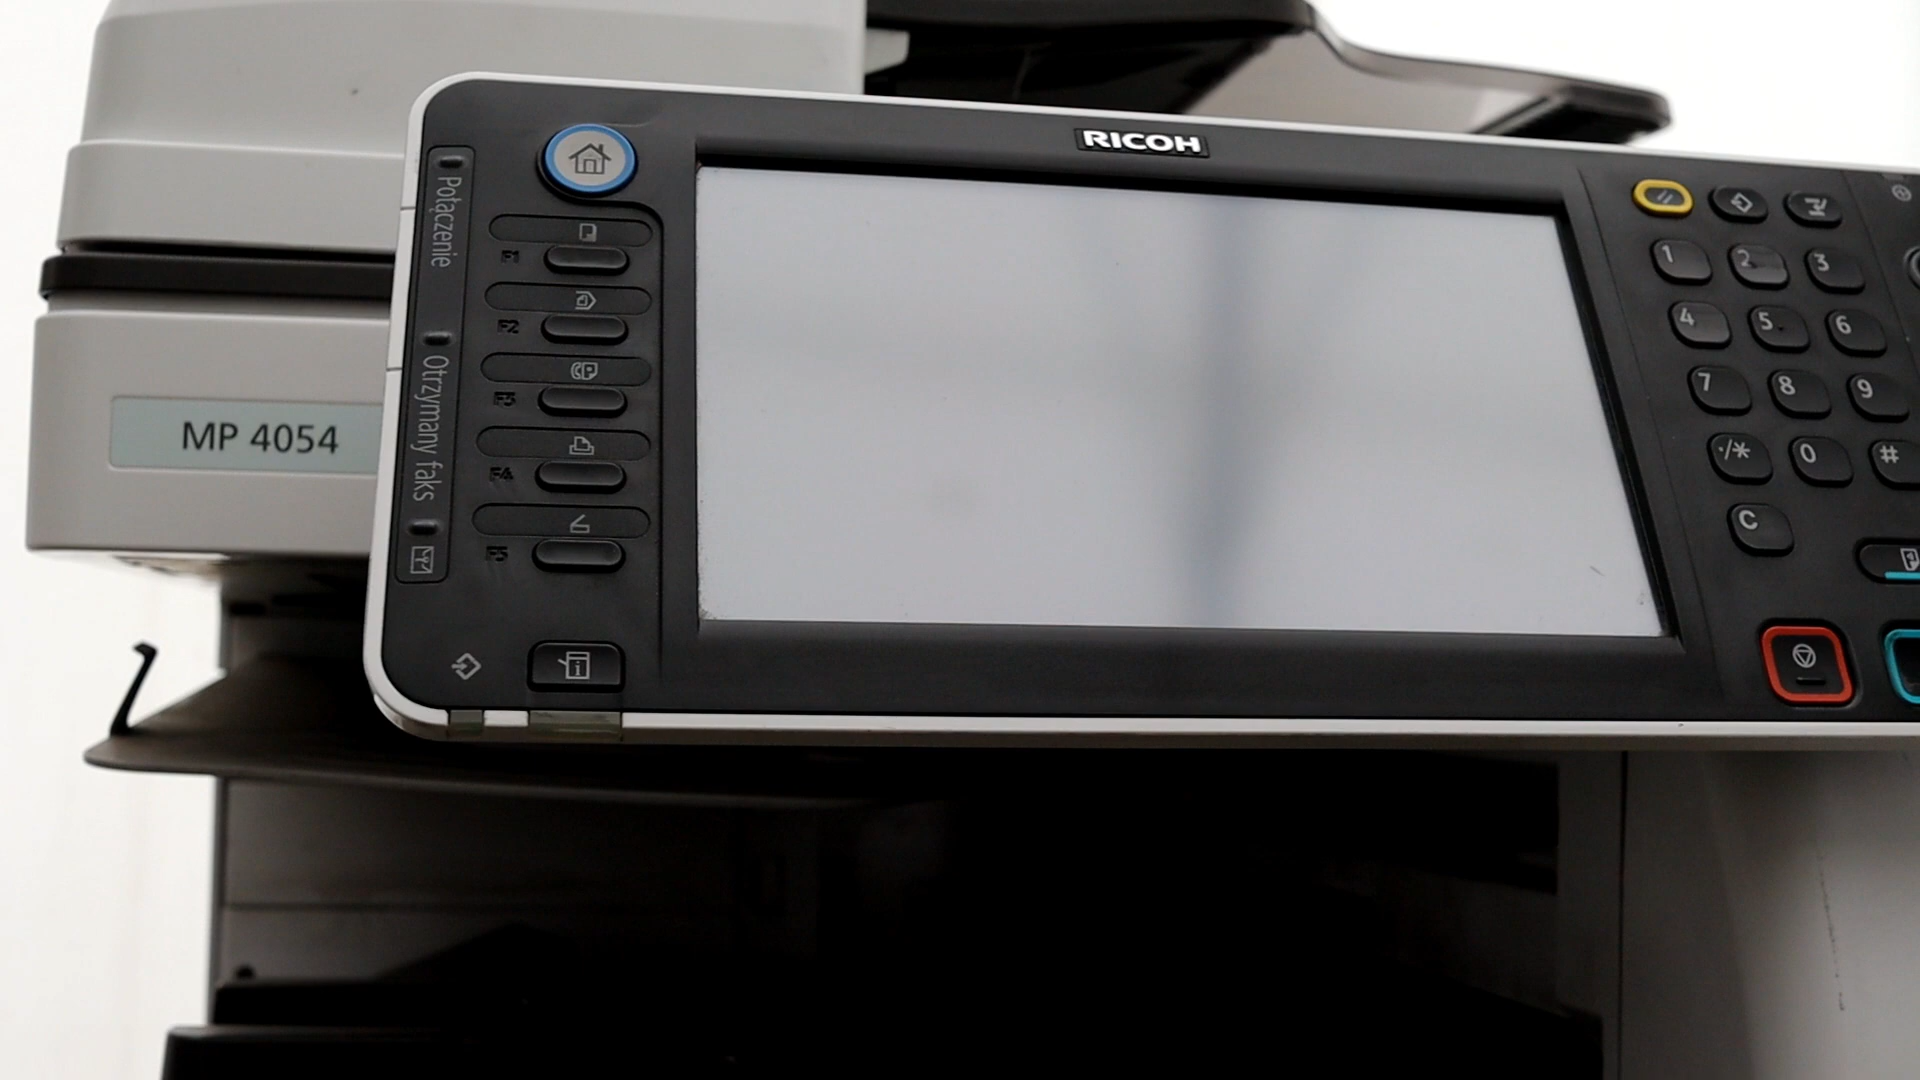 RICOH
MP 4054
Połączenie
Otrzymany faks
F1
F2
F3
F4
F5
1 2 3
4 5 6
7 8 9
·/* 0 #
C